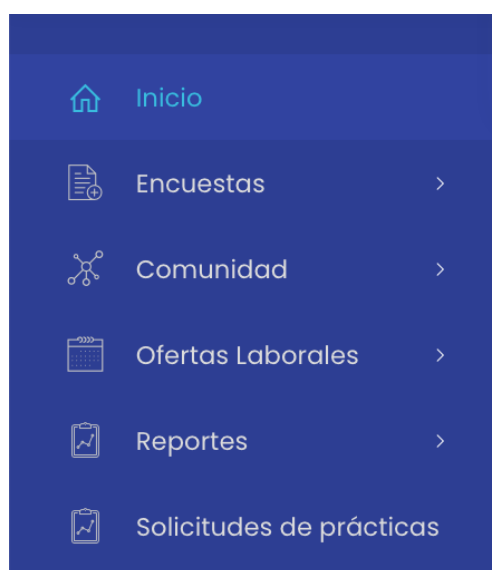 Inicio
Encuestas
Comunidad
Ofertas Laborales
Reportes
Solicitudes de prácticas